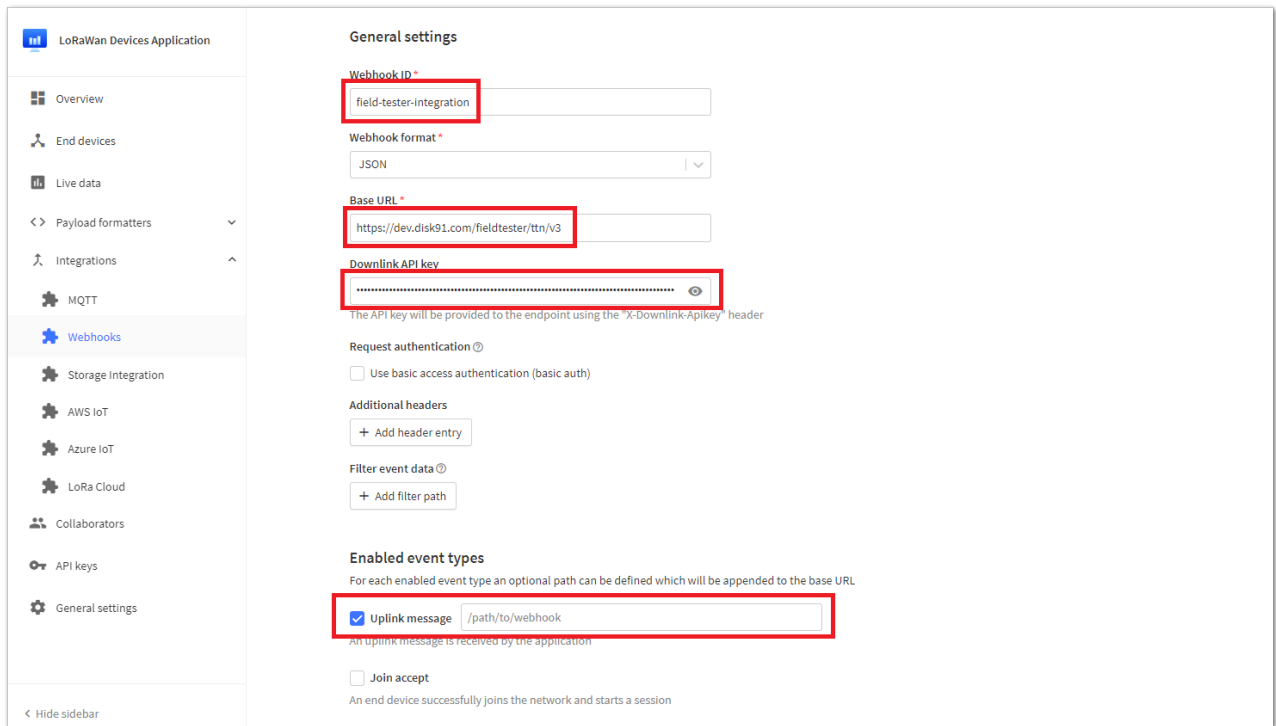 LoRaWan Devices Application
Overview
End devices
Live data
Payload formatters
Integrations
MQTT
Webhooks
Storage Integration
AWS IoT
Azure IoT
LoRa Cloud
Collaborators
API keys
General settings
Hide sidebar
General settings
Webhook ID *
field-tester-integration
Webhook format *
JSON
Base URL *
https://dev.disk91.com/fieldtester/ttn/v3
Downlink API key
••••••••••••••••••••••••••••••••••••••••••••••••••••••••••••••••••••••••••••••••••••••••
The API key will be provided to the endpoint using the "X-Downlink-Apikey" header
Request authentication
Use basic access authentication (basic auth)
Additional headers
+ Add header entry
Filter event data
+ Add filter path
Enabled event types
For each enabled event type an optional path can be defined which will be appended to the base URL
Uplink message /path/to/webhook
An uplink message is received by the application
Join accept
An end device successfully joins the network and starts a session